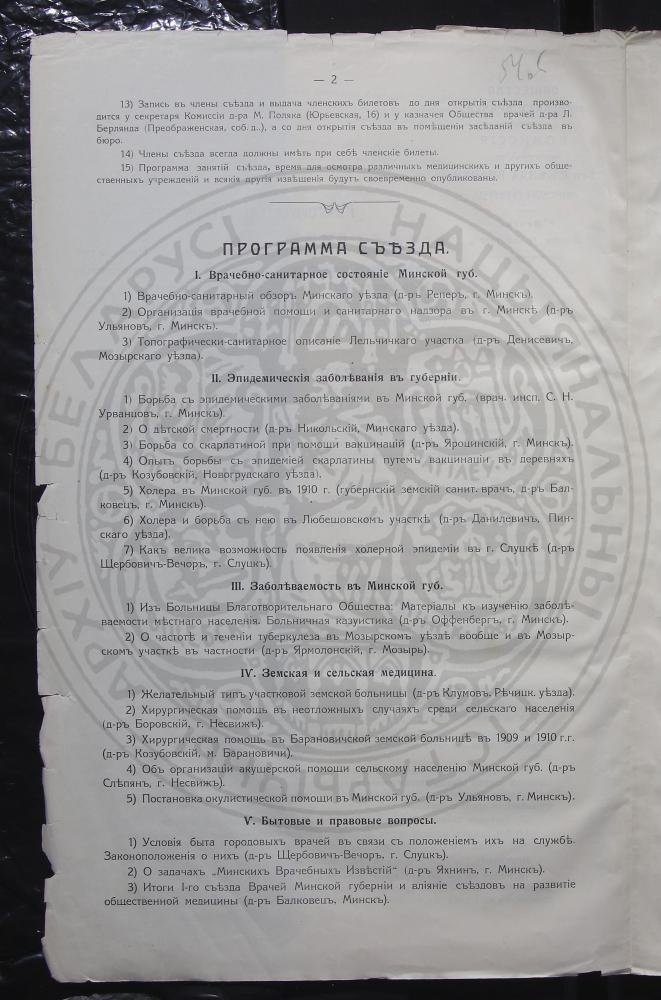 — 2 —
13) Запись въ члены съѣзда и выдача членскихъ билетовъ до дня открытія съѣзда произво-
дится у секретаря Комиссіи д-ра М. Поляка (Юрьевская, 16) и у казначея Общества врачей д-ра Л.
Берлянда (Преображенская, соб. д.), а со дня открытія съѣзда въ помѣщеніи засѣданій съѣзда въ
бюро.
14) Члены съѣзда всегда должны имѣть при себѣ членскіе билеты.
15) Программа занятій съѣзда, время для осмотра различныхъ медицинскихъ и другихъ обще-
ственныхъ учрежденій и всякія другія извѣщенія будутъ своевременно опубликованы.
ПРОГРАММА СЪѢЗДА.
I. Врачебно-санитарное состояніе Минской губ.
1) Врачебно-санитарный обзоръ Минскаго уѣзда (д-ръ Реперъ, г. Минскъ).
2) Организація врачебной помощи и санитарнаго надзора въ г. Минскѣ (д-ръ
Ульяновъ, г. Минскъ).
3) Топографически-санитарное описаніе Лельчичкаго участка (д-ръ Денисевичъ,
Мозырскаго уѣзда).
II. Эпидемическія заболѣванія въ губерніи.
1) Борьба съ эпидемическими заболѣваніями въ Минской губ. (врач. инсп. С. Н.
Урванцовъ, г. Минскъ).
2) О дѣтской смертности (д-ръ Никольскій, Минскаго уѣзда).
3) Борьба со скарлатиной при помощи вакцинацій (д-ръ Яроцинскій, г. Минскъ).
4) Опытъ борьбы съ эпидеміей скарлатины путемъ вакцинаціи въ деревняхъ
(д-ръ Козубовскій, Новогрудскаго уѣзда).
5) Холера въ Минской губ. въ 1910 г. (губернскій земскій санит. врачъ, д-ръ Бал-
ковецъ, г. Минскъ).
6) Холера и борьба съ нею въ Любешовскомъ участкѣ (д-ръ Данилевичъ, Пин-
скаго уѣзда).
7) Какъ велика возможность появленія холерной эпидеміи въ г. Слуцкѣ (д-ръ
Щербовичъ-Вечоръ, г. Слуцкъ).
III. Заболѣваемость въ Минской губ.
1) Изъ Больницы Благотворительнаго Общества: Матеріалы къ изученію заболѣ-
ваемости мѣстнаго населенія. Больничная казуистика (д-ръ Оффенбергъ, г. Минскъ).
2) О частотѣ и теченіи туберкулеза въ Мозырскомъ уѣздѣ вообще и въ Мозыр-
скомъ участкѣ въ частности (д-ръ Ярмолонскій, г. Мозырь).
IV. Земская и сельская медицина.
1) Желательный типъ участковой земской больницы (д-ръ Клумовъ, Рѣчицк. уѣзда).
2) Хирургическая помощь въ неотложныхъ случаяхъ среди сельскаго населенія
(д-ръ Боровскій, г. Несвижъ).
3) Хирургическая помощь въ Барановичской земской больницѣ въ 1909 и 1910 г.г.
(д-ръ Козубовскій, м. Барановичи).
4) Объ организаціи акушерской помощи сельскому населенію Минской губ. (д-ръ
Слѣпянъ, г. Несвижъ).
5) Постановка окулистической помощи въ Минской губ. (д-ръ Ульяновъ, г. Минскъ).
V. Бытовые и правовые вопросы.
1) Условія быта городовыхъ врачей въ связи съ положеніемъ ихъ на службѣ.
Законоположенія о нихъ (д-ръ Щербовичъ-Вечоръ, г. Слуцкъ).
2) О задачахъ „Минскихъ Врачебныхъ Извѣстій“ (д-ръ Яхнинъ, г. Минскъ).
3) Итоги I-го съѣзда Врачей Минской губерніи и вліяніе съѣздовъ на развитіе
общественной медицины (д-ръ Балковецъ, Минскъ).